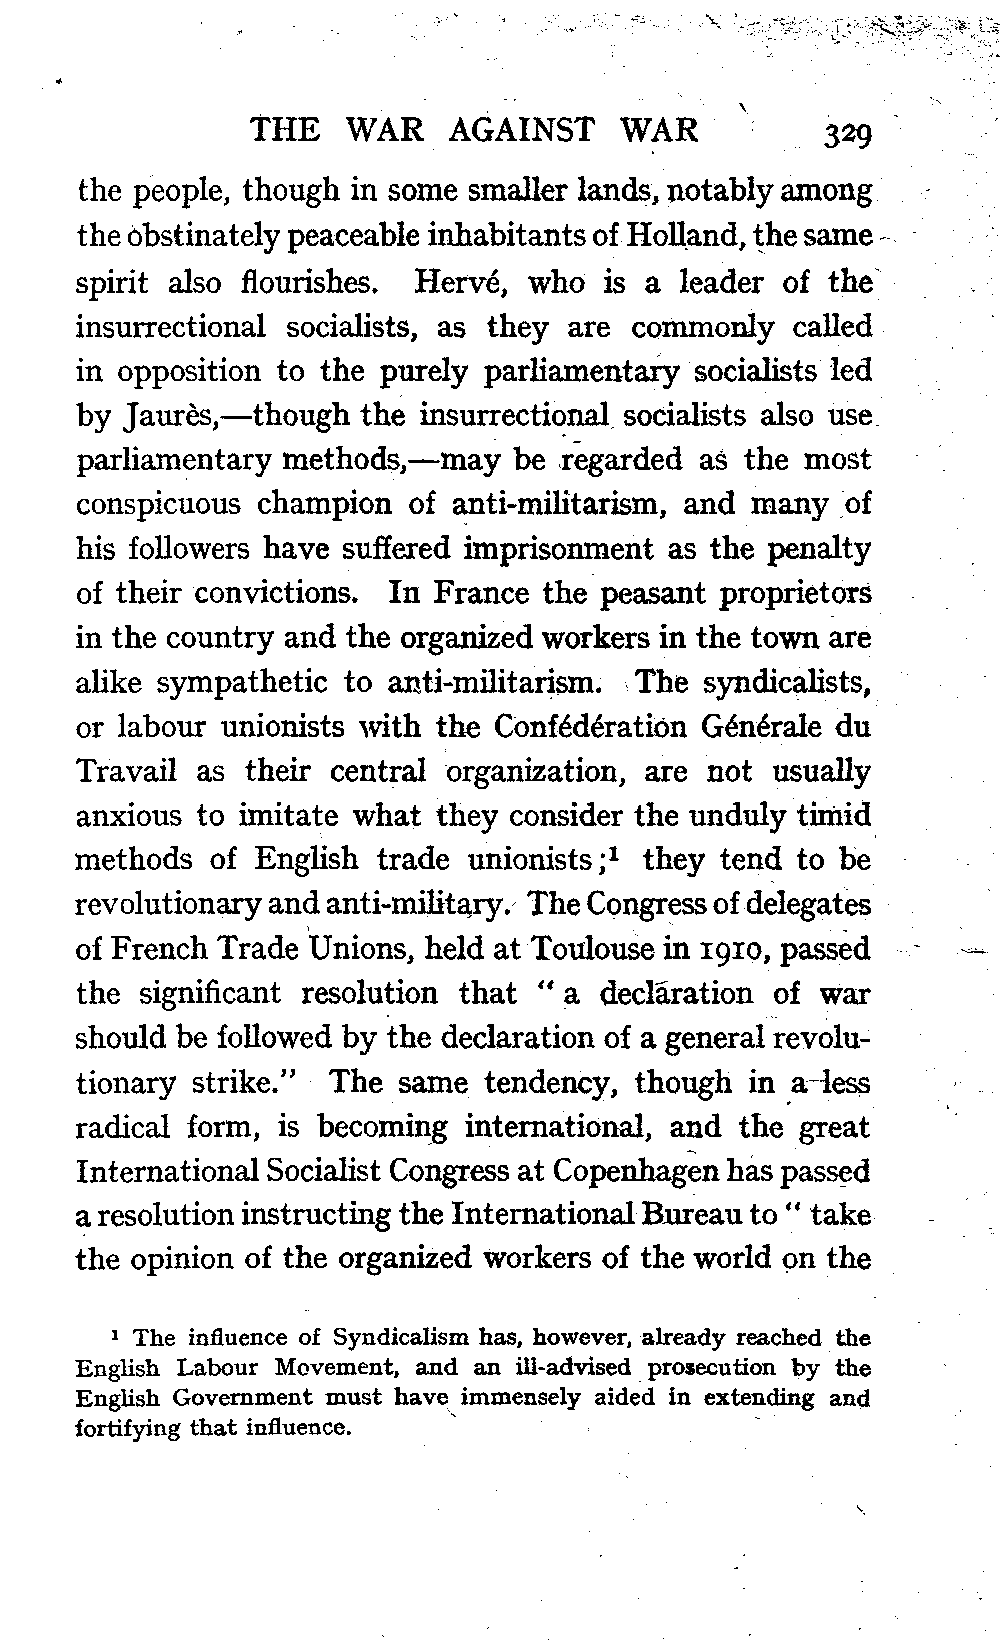 THE WAR AGAINST WAR 329
the people, though in some smaller lands, notably among
the obstinately peaceable inhabitants of Holland, the same
spirit also flourishes. Hervé, who is a leader of the
insurrectional socialists, as they are commonly called
in opposition to the purely parliamentary socialists led
by Jaurès,—though the insurrectional socialists also use
parliamentary methods,—may be regarded as the most
conspicuous champion of anti-militarism, and many of
his followers have suffered imprisonment as the penalty
of their convictions. In France the peasant proprietors
in the country and the organized workers in the town are
alike sympathetic to anti-militarism. The syndicalists,
or labour unionists with the Confédération Générale du
Travail as their central organization, are not usually
anxious to imitate what they consider the unduly timid
methods of English trade unionists;¹ they tend to be
revolutionary and anti-military. The Congress of delegates
of French Trade Unions, held at Toulouse in 1910, passed
the significant resolution that “ a declaration of war
should be followed by the declaration of a general revolu-
tionary strike.” The same tendency, though in a less
radical form, is becoming international, and the great
International Socialist Congress at Copenhagen has passed
a resolution instructing the International Bureau to “ take
the opinion of the organized workers of the world on the
¹ The influence of Syndicalism has, however, already reached the
English Labour Movement, and an ill-advised prosecution by the
English Government must have immensely aided in extending and
fortifying that influence.